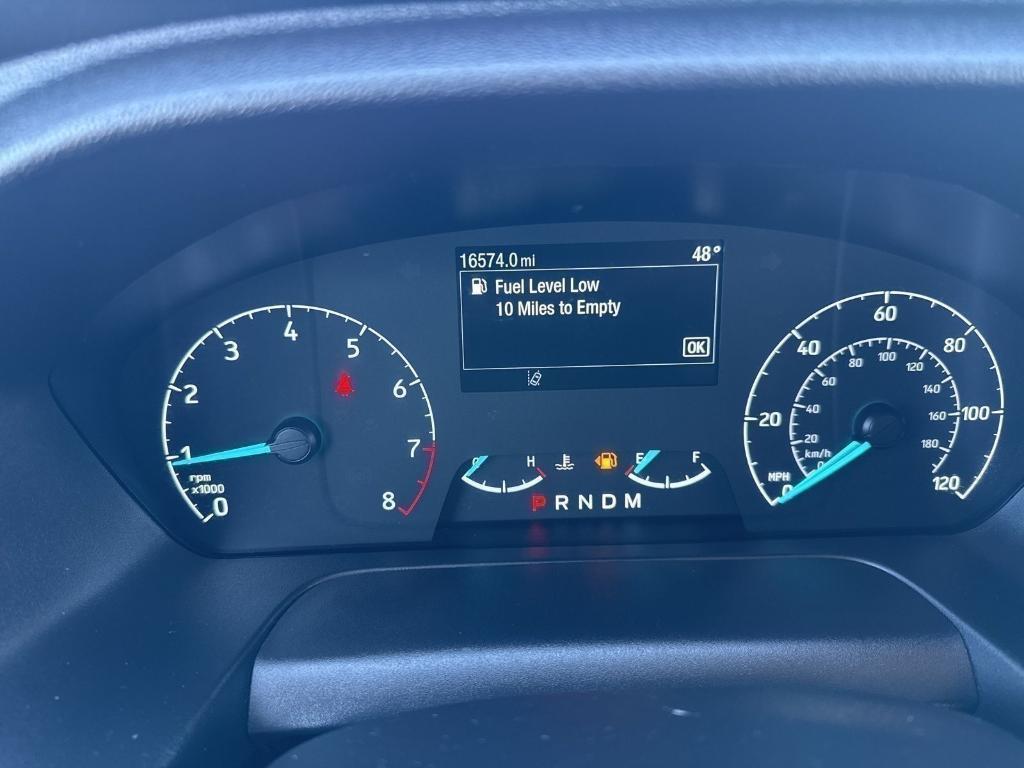 16574.0 mi 48°
Fuel Level Low
10 Miles to Empty
OK
0 1 2 3 4 5 6 7 8
rpm
x1000
H
E F
P R N D M
0 20 40 60 80 100 120
MPH
0 20 40 60 80 100 120 140 160 180
km/h